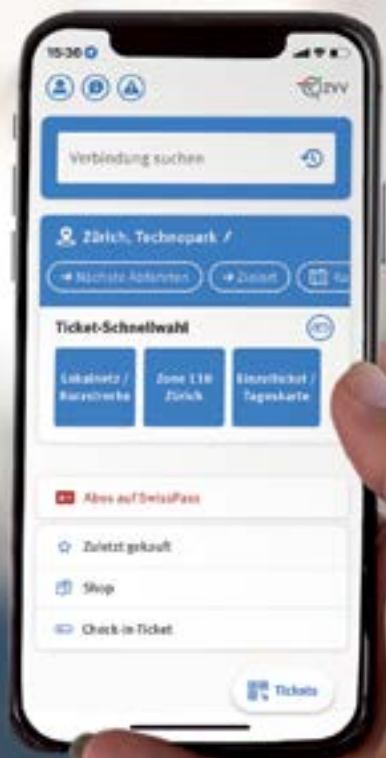 15:36
ZVV
Verbindung suchen
Zürich, Technopark
Nächste Abfahrten
Zielort
Ticket-Schnellwahl
Lokalnetz /
Kurzstrecke
Zone 110
Zürich
Einzelticket /
Tageskarte
Abos auf SwissPass
Zuletzt gekauft
Shop
Check-in-Ticket
Tickets